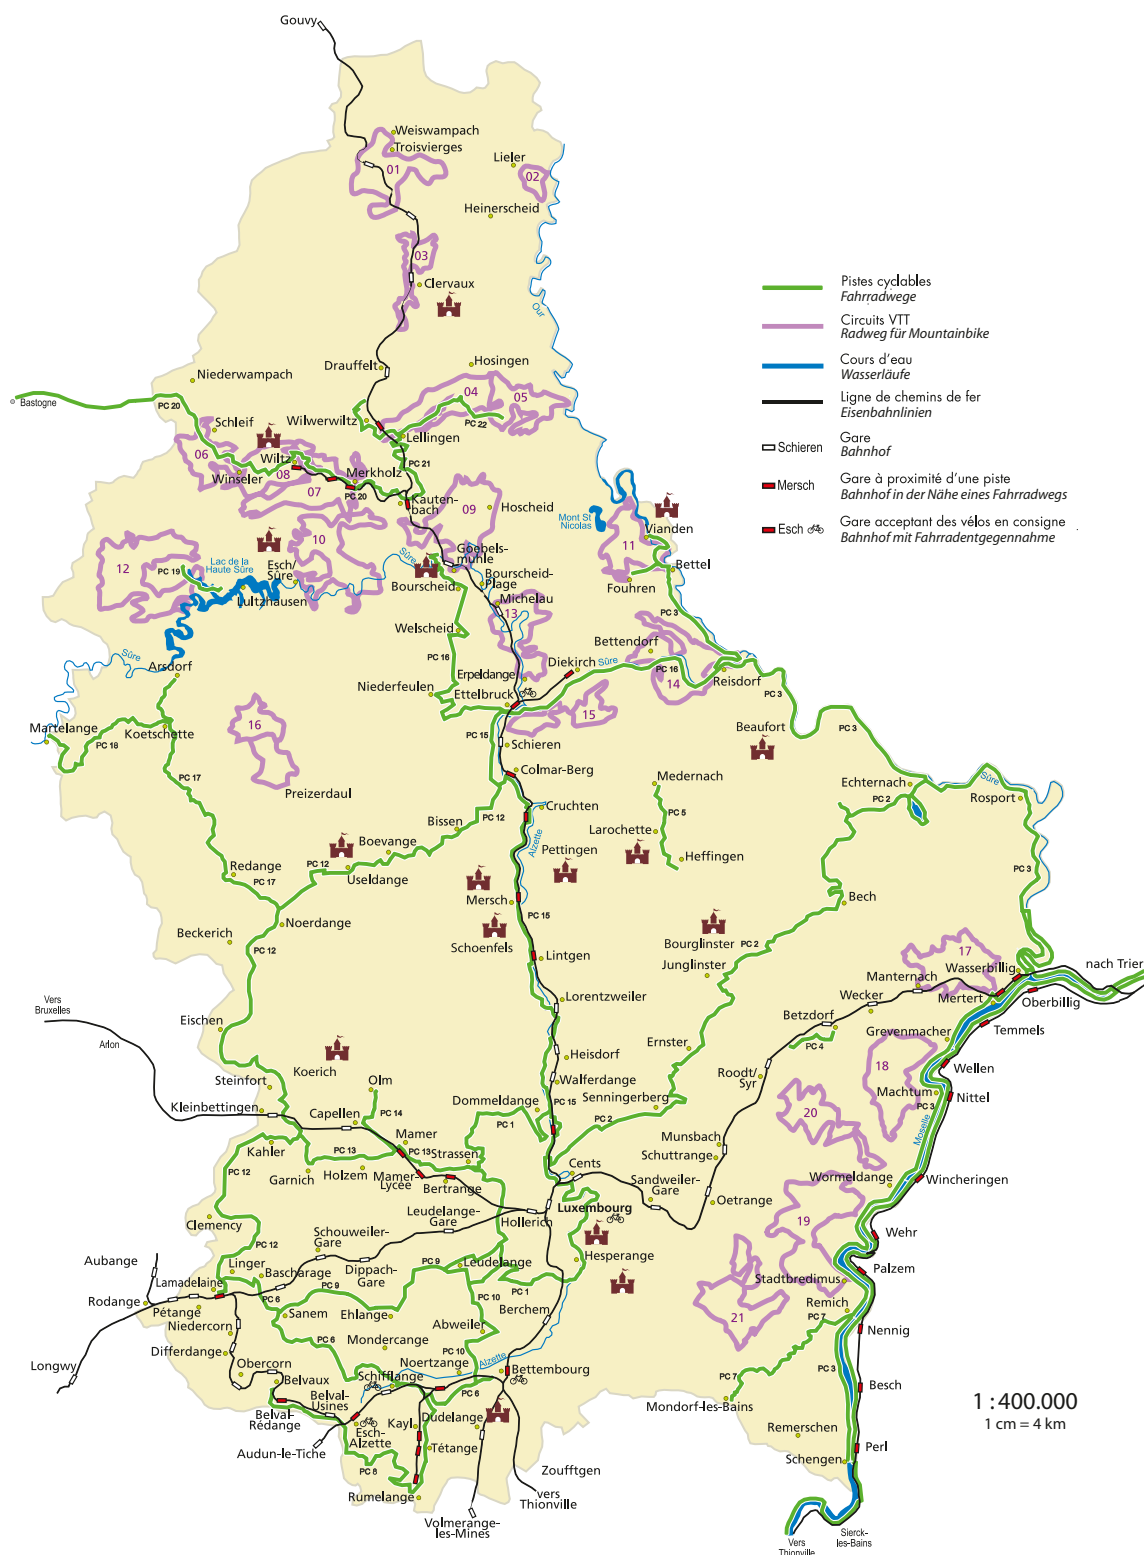 Gouvy
Weiswampach
Troisvierges
01
Lieler
02
Heinerscheid
03
Clervaux
Our
Pistes cyclables
Fahrradwege
Circuits VTT
Radweg für Mountainbike
Cours d'eau
Wasserläufe
Ligne de chemins de fer
Eisenbahnlinien
Schieren
Gare
Bahnhof
Mersch
Gare à proximité d'une piste
Bahnhof in der Nähe eines Fahrradwegs
Esch
Gare acceptant des vélos en consigne
Bahnhof mit Fahrradentgegennahme
Drauffelt
Hosingen
Niederwampach
Bastogne
PC 20
04
05
Schleif
Wilwerwiltz
PC 22
Lellingen
06
Wiltz
PC 21
Winseler
08
Merkholz
07
PC 20
Kauten-
bach
09
Hoscheid
Mont St
Nicolas
Vianden
10
11
12
Lac de la
Haute Sûre
PC 19
Esch/
Sûre
Sûre
Goebels-
mühle
Bourscheid-
Plage
Bourscheid
Bettel
Fouhren
Lultzhausen
Michelau
13
PC 3
Welscheid
Bettendorf
Sûre
Arsdorf
PC 16
Diekirch
Sûre
PC 16
Erpeldange
Niederfeulen
Ettelbruck
14
Reisdorf
PC 3
15
16
Martelange
PC 18
Koetschette
PC 15
Beaufort
PC 3
Schieren
Colmar-Berg
PC 17
Medernach
Echternach
Sûre
Preizerdaul
PC 2
Rosport
Cruchten
PC 5
PC 12
Bissen
Larochette
Alzette
Boevange
Pettingen
Heffingen
PC 12
Useldange
Redange
PC 3
PC 17
Mersch
Bech
PC 15
Noerdange
Beckerich
PC 12
Schoenfels
Bourglinster
PC 2
Lintgen
Junglinster
17
Wasserbillig
nach Trier
Manternach
Vers
Bruxelles
Lorentzweiler
Wecker
Mertert
Oberbillig
Betzdorf
Temmels
Arlon
Eischen
Grevenmacher
Ernster
PC 4
Koerich
Heisdorf
Wellen
18
Steinfort
Olm
Walferdange
Roodt/
Syr
Machtum
Nittel
Kleinbettingen
Dommeldange
Senningerberg
PC 3
Capellen
PC 14
PC 15
20
PC 1
PC 2
Moselle
Kahler
Mamer
Munsbach
PC 13
PC 13
Strassen
Schuttrange
PC 12
Garnich
Holzem
Mamer-
Lycée
Bertrange
Cents
Sandweiler-
Gare
Wormeldange
Wincheringen
Oetrange
Clemency
Leudelange-
Gare
Luxembourg
Hollerich
19
Schouweiler-
Gare
Wehr
Aubange
PC 12
Linger
Bascharage
Dippach-
Gare
PC 9
Leudelange
Hesperange
Palzem
Lamadelaine
PC 9
PC 1
Stadtbredimus
Rodange
PC 6
PC 10
Berchem
Pétange
Sanem
Ehlange
Remich
Niedercorn
Abweiler
21
PC 7
Nennig
Differdange
PC 6
Mondercange
PC 10
Longwy
Obercorn
Noertzange
Alzette
Bettembourg
PC 3
Belvaux
Schifflange
PC 6
PC 7
Besch
Belval-
Usines
Mondorf-les-Bains
1 : 400.000
1 cm = 4 km
Belval-
Rédange
Esch-
Alzette
Kayl
Dudelange
Remerschen
Audun-le-Tiche
Tétange
Perl
Schengen
PC 8
Zoufftgen
Rumelange
vers
Thionville
Volmerange-
les-Mines
Vers
Thionville
Sierck-
les-Bains